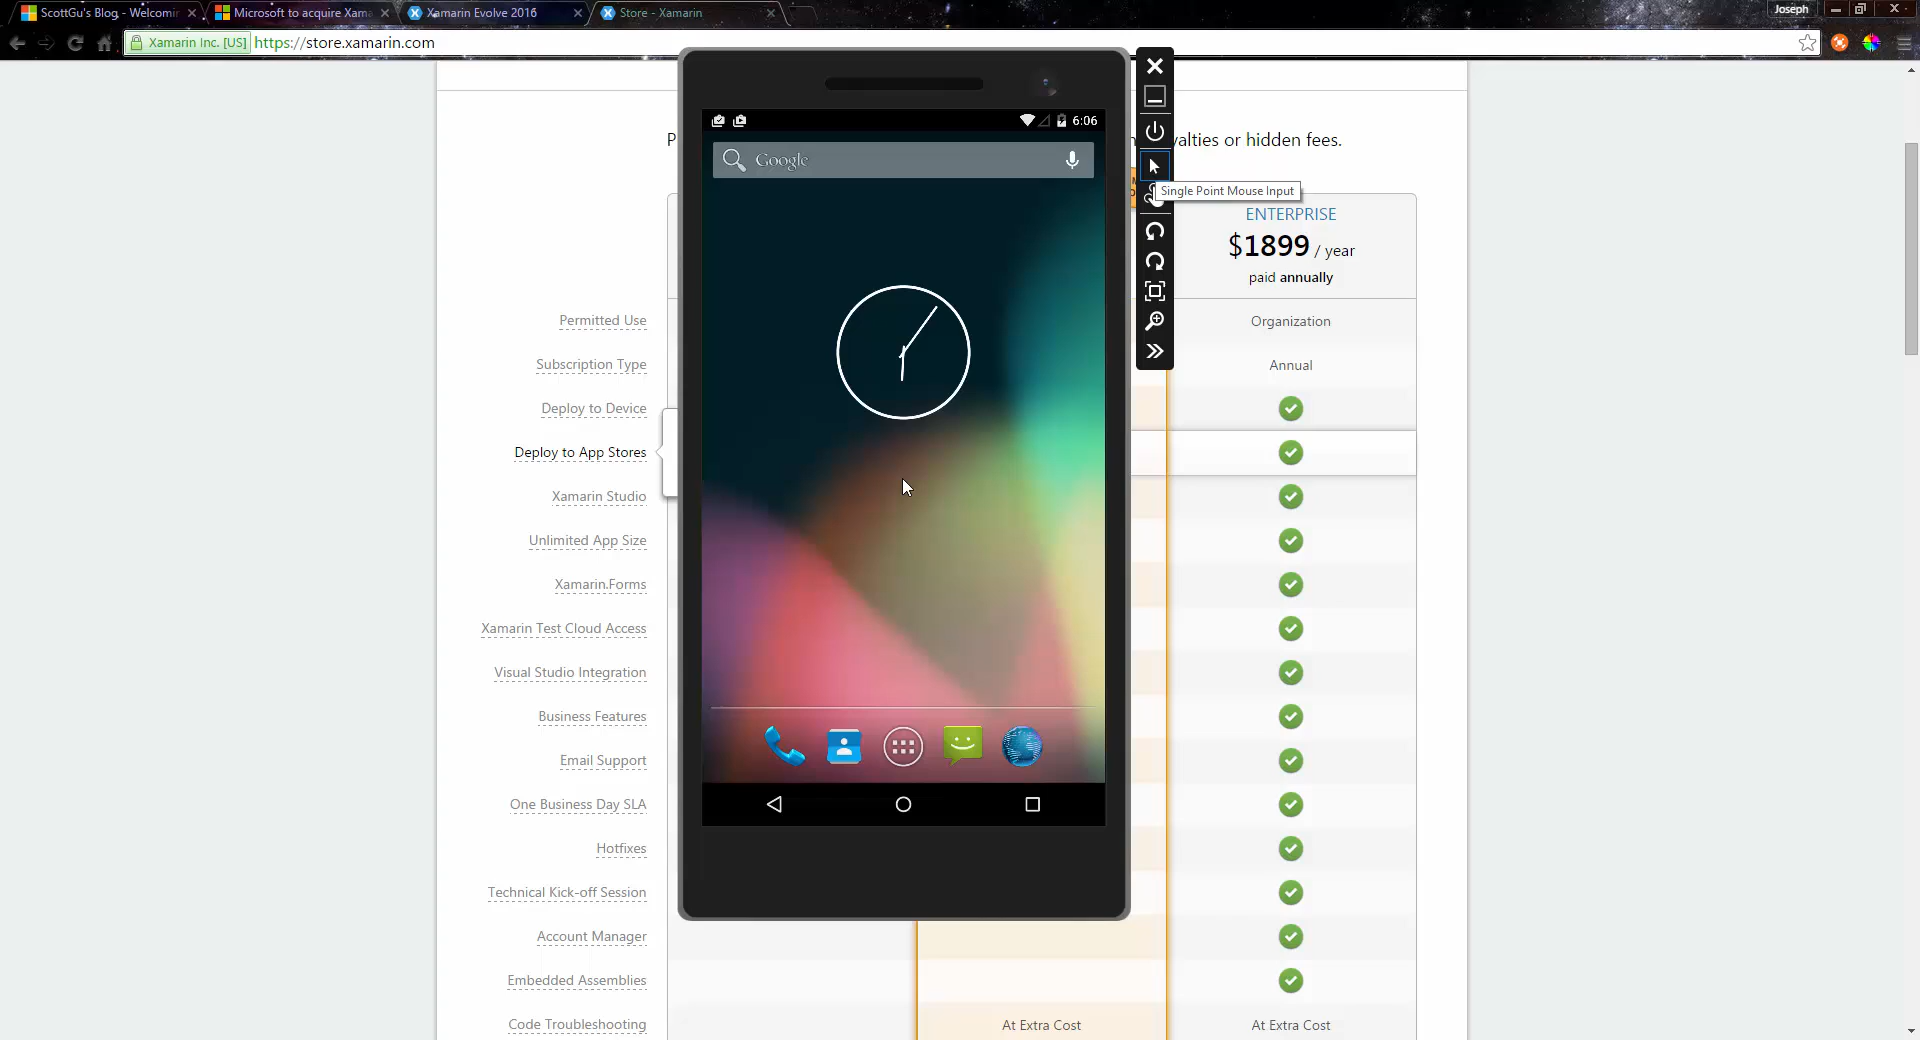 ScottGu's Blog - Welcomin
Microsoft to acquire Xama
Xamarin Evolve 2016
Store - Xamarin
Joseph
Xamarin Inc. [US]
https://store.xamarin.com
P
valties or hidden fees.
6:06
Google
Single Point Mouse Input
ENTERPRISE
$1899 / year
paid annually
Permitted Use
Organization
Subscription Type
Annual
Deploy to Device
Deploy to App Stores
Xamarin Studio
Unlimited App Size
Xamarin.Forms
Xamarin Test Cloud Access
Visual Studio Integration
Business Features
Email Support
One Business Day SLA
Hotfixes
Technical Kick-off Session
Account Manager
Embedded Assemblies
Code Troubleshooting
At Extra Cost
At Extra Cost